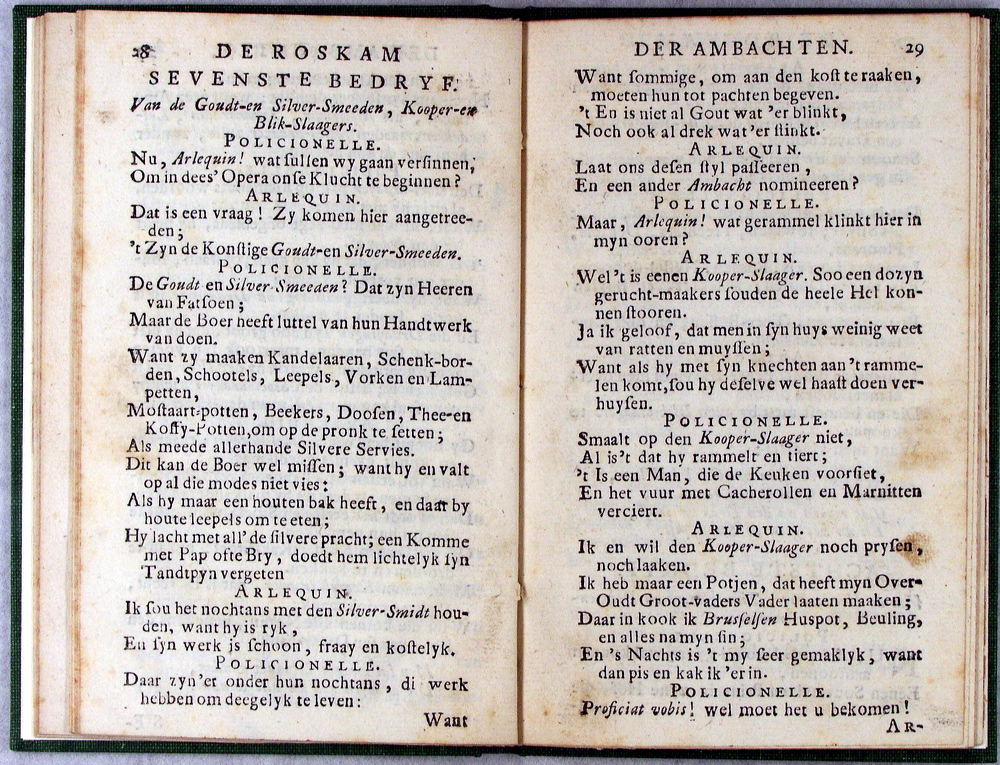 28 DE ROSKAM
SEVENSTE BEDRYF.
Van de Goudt-en Silver-Smeeden, Kooper-en
Blik-Slaagers.
POLICIONELLE.
Nu, Arlequin! wat sullen wy gaan versinnen,
Om in dees' Opera onse Klucht te beginnen?
ARLEQUIN.
Dat is een vraag! Zy komen hier aangetree-
den;
't Zyn de Konstige Goudt-en Silver-Smeeden.
POLICIONELLE.
De Goudt en Silver Smeeden? Dat zyn Heeren
van Fatsoen;
Maar de Boer heeft luttel van hun Handtwerk
van doen.
Want zy maaken Kandelaaren, Schenk-bor-
den, Schootels, Leepels, Vorken en Lam-
petten,
Mostaart-potten, Beekers, Doosen, Thee-en
Koffy-Potten, om op de pronk te setten;
Als meede allerhande Silvere Servies.
Dit kan de Boer wel missen; want hy en valt
op al die modes niet vies:
Als hy maar een houten bak heeft, en daar by
houte leepels om te eten;
Hy lacht met all' de silvere pracht; een Komme
met Pap ofte Bry, doedt hem lichtelyk syn
Tandtpyn vergeten
ARLEQUIN.
Ik sou het nochtans met den Silver-Smidt hou-
den, want hy is ryk,
En syn werk is schoon, fraay en kostelyk.
POLICIONELLE.
Daar zyn'er onder hun nochtans, di werk
hebben om deegelyk te leven:
Want
DER AMBACHTEN. 29
Want sommige, om aan den kost te raaken,
moeten hun tot pachten begeven.
't En is niet al Gout wat 'er blinkt,
Noch ook al drek wat 'er stinkt.
ARLEQUIN.
Laat ons desen styl passeeren,
En een ander Ambacht nomineeren?
POLICIONELLE.
Maar, Arlequin! wat gerammel klinkt hier in
myn ooren?
ARLEQUIN.
Wel 't is eenen Kooper-Slaager. Soo een dozyn
gerucht-maakers souden de heele Hel kon-
nen stooren.
Ja ik geloof, dat men in syn huys weinig weet
van ratten en muyssen;
Want als hy met syn knechten aan 't ramme-
len komt, sou hy deselve wel haast doen ver-
huysen.
POLICIONELLE.
Smaalt op den Kooper-Slaager niet,
Al is't dat hy rammelt en tiert;
't Is een Man, die de Keuken voorsiet,
En het vuur met Cacherollen en Marnitten
verciert.
ARLEQUIN.
Ik en wil den Kooper-Slaager noch prysen,
noch laaken.
Ik heb maar een Potjen, dat heeft myn Over-
Oudt Groot-vaders Vader laaten maaken;
Daar in kook ik Brusselsen Huspot, Beuling,
en alles na myn sin;
En 's Nachts is 't my seer gemaklyk, want
dan pis en kak ik 'er in.
POLICIONELLE.
Proficiat vobis! wel moet het u bekomen!
AR-